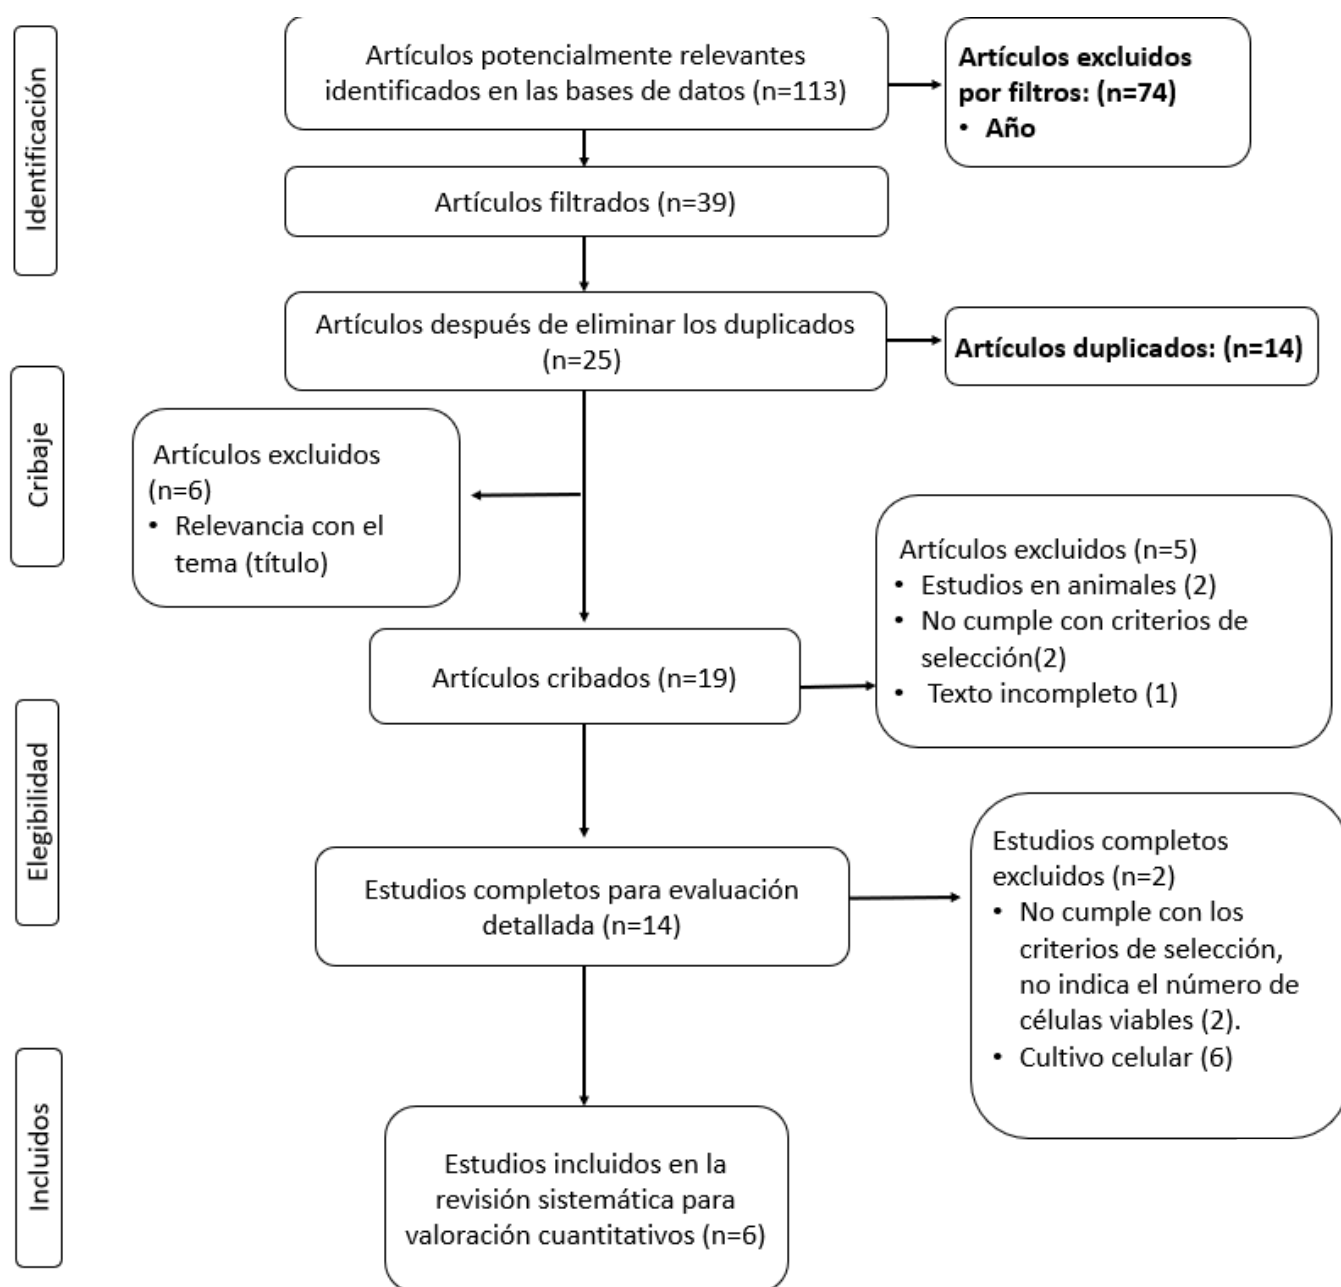 Identificación
Artículos potencialmente relevantes
identificados en las bases de datos (n=113)
Artículos excluidos
por filtros: (n=74)
• Año
Artículos filtrados (n=39)
Artículos después de eliminar los duplicados
(n=25)
Artículos duplicados: (n=14)
Cribaje
Artículos excluidos
(n=6)
• Relevancia con el
tema (título)
Artículos excluidos (n=5)
• Estudios en animales (2)
• No cumple con criterios de
selección(2)
• Texto incompleto (1)
Artículos cribados (n=19)
Elegibilidad
Estudios completos para evaluación
detallada (n=14)
Estudios completos
excluidos (n=2)
• No cumple con los
criterios de selección,
no indica el número de
células viables (2).
• Cultivo celular (6)
Incluidos
Estudios incluidos en la
revisión sistemática para
valoración cuantitativos (n=6)